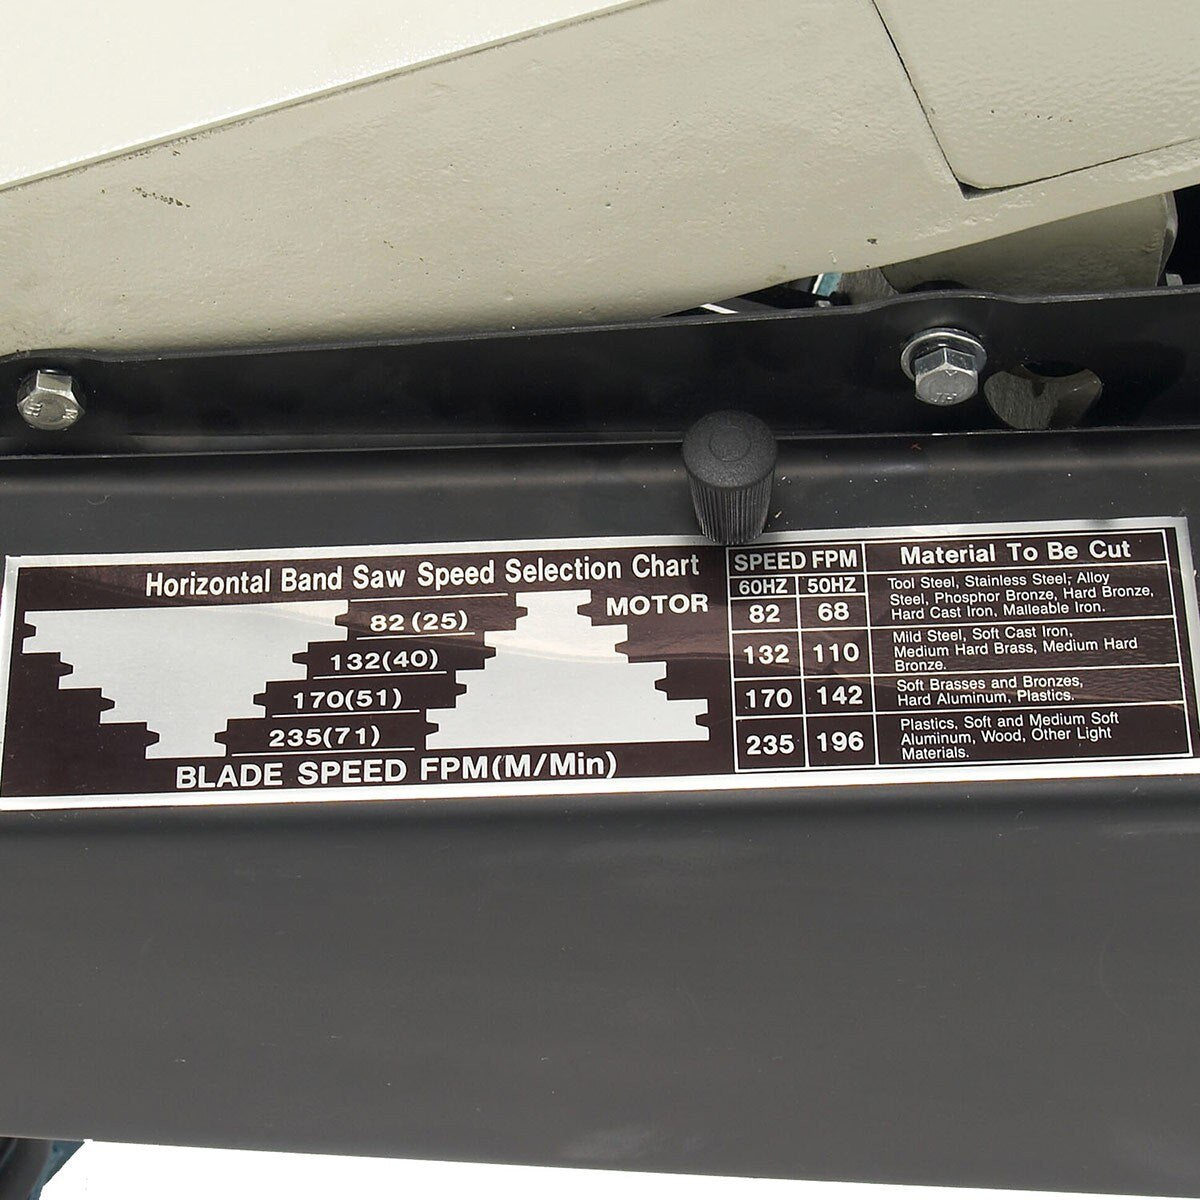 Horizontal Band Saw Speed Selection Chart
MOTOR
82 (25)
132(40)
170(51)
235(71)
BLADE SPEED FPM(M/Min)
SPEED FPM Material To Be Cut
60HZ 50HZ
82 68 Tool Steel, Stainless Steel, Alloy
Steel, Phosphor Bronze, Hard Bronze,
Hard Cast Iron, Malleable Iron.
132 110 Mild Steel, Soft Cast Iron,
Medium Hard Brass, Medium Hard
Bronze.
170 142 Soft Brasses and Bronzes,
Hard Aluminum, Plastics.
235 196 Plastics, Soft and Medium Soft
Aluminum, Wood, Other Light
Materials.